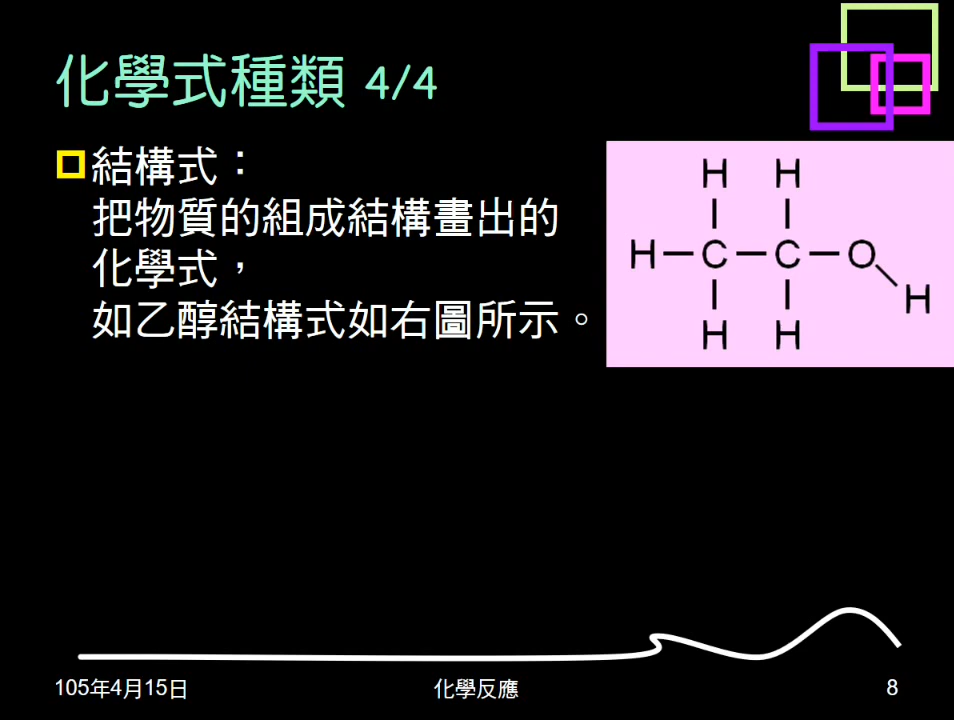 化學式種類 4/4
結構式：
把物質的組成結構畫出的
化學式，
如乙醇結構式如右圖所示。
H H
H C C O
H
H H
105年4月15日
化學反應
8